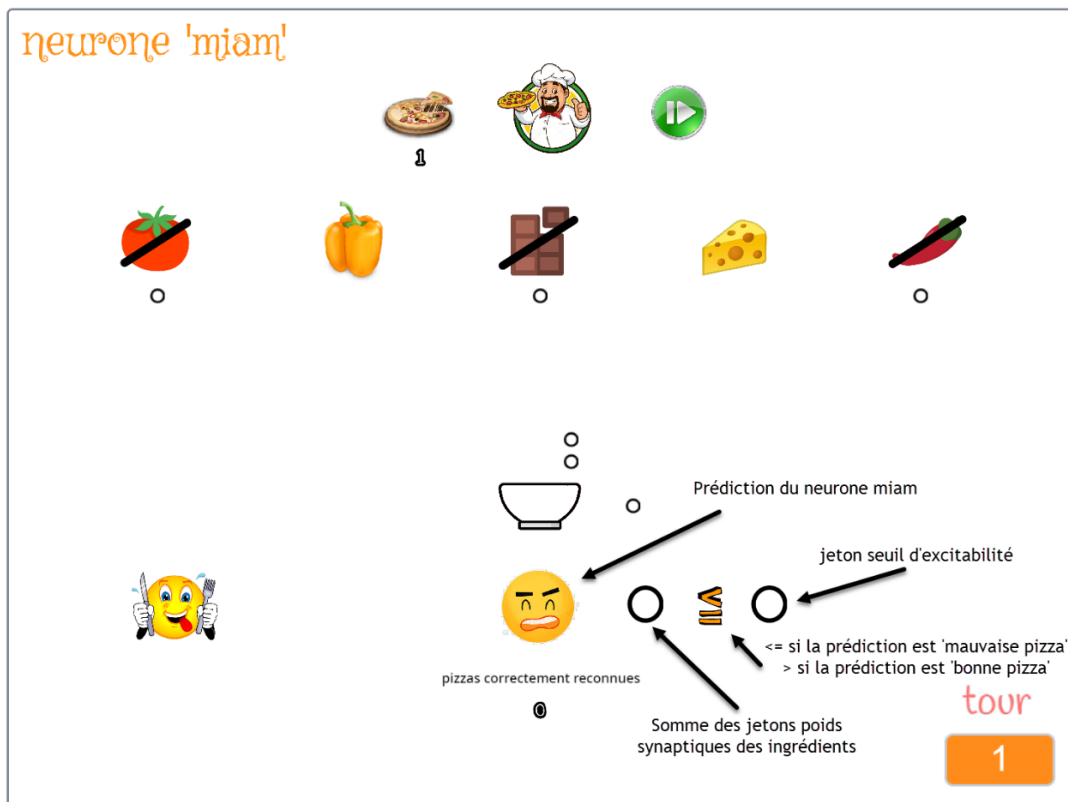 neurone 'miam'
1
Prédiction du neurone miam
jeton seuil d'excitabilité
<=
<= si la prédiction est 'mauvaise pizza'
> si la prédiction est 'bonne pizza'
pizzas correctement reconnues
0
tour
Somme des jetons poids
synaptiques des ingrédients
1